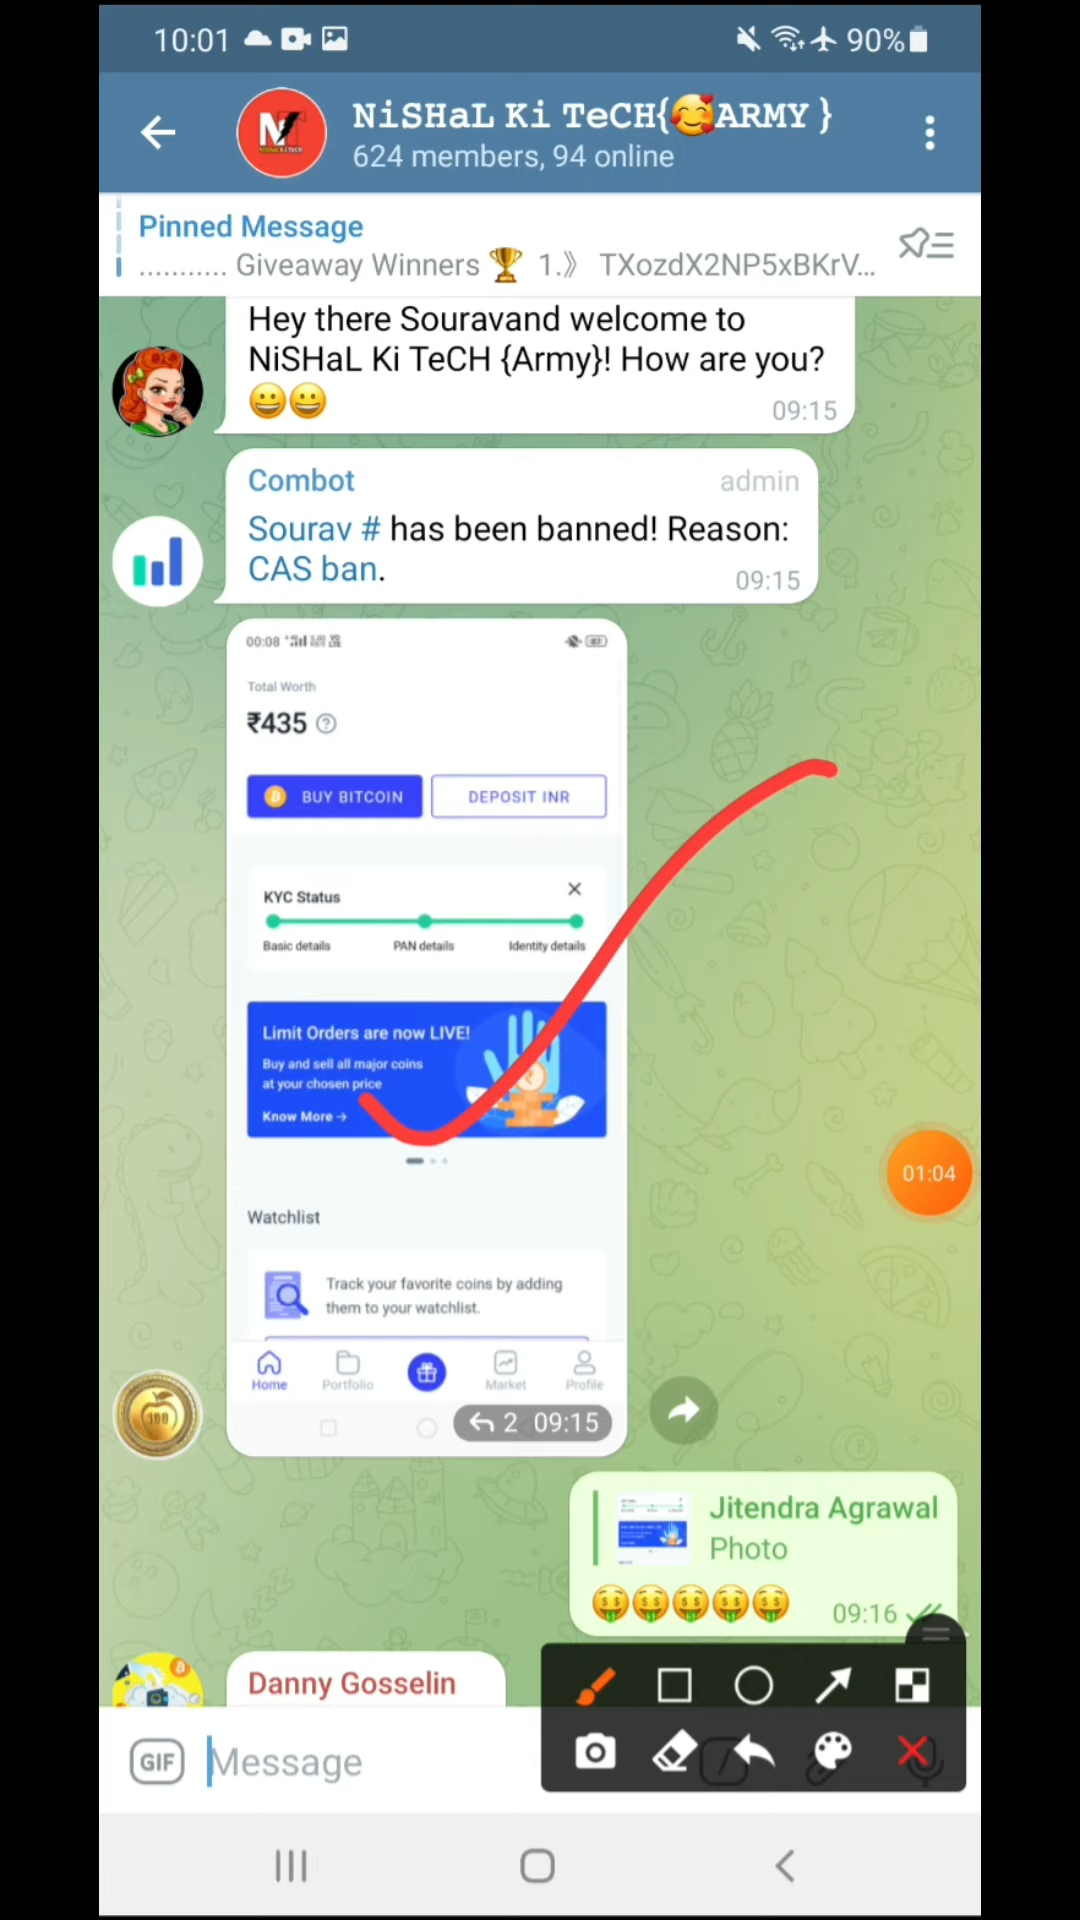 10:01
90%
NiSHaL Ki TeCH{🥰ARMY }
624 members, 94 online
Pinned Message
........... Giveaway Winners 🏆 1.》 TXozdX2NP5xBKrV...
Hey there Souravand welcome to
NiSHaL Ki TeCH {Army}! How are you?
😀😀
09:15
Combot
admin
Sourav # has been banned! Reason:
CAS ban.
09:15
00:08
Total Worth
₹435
BUY BITCOIN
DEPOSIT INR
KYC Status
Basic details
PAN details
Identity details
Limit Orders are now LIVE!
Buy and sell all major coins
at your chosen price
Know More →
01:04
Watchlist
Track your favorite coins by adding
them to your watchlist.
Home
Portfolio
Market
Profile
2 09:15
Jitendra Agrawal
Photo
🤑🤑🤑🤑🤑
09:16
Danny Gosselin
GIF
Message